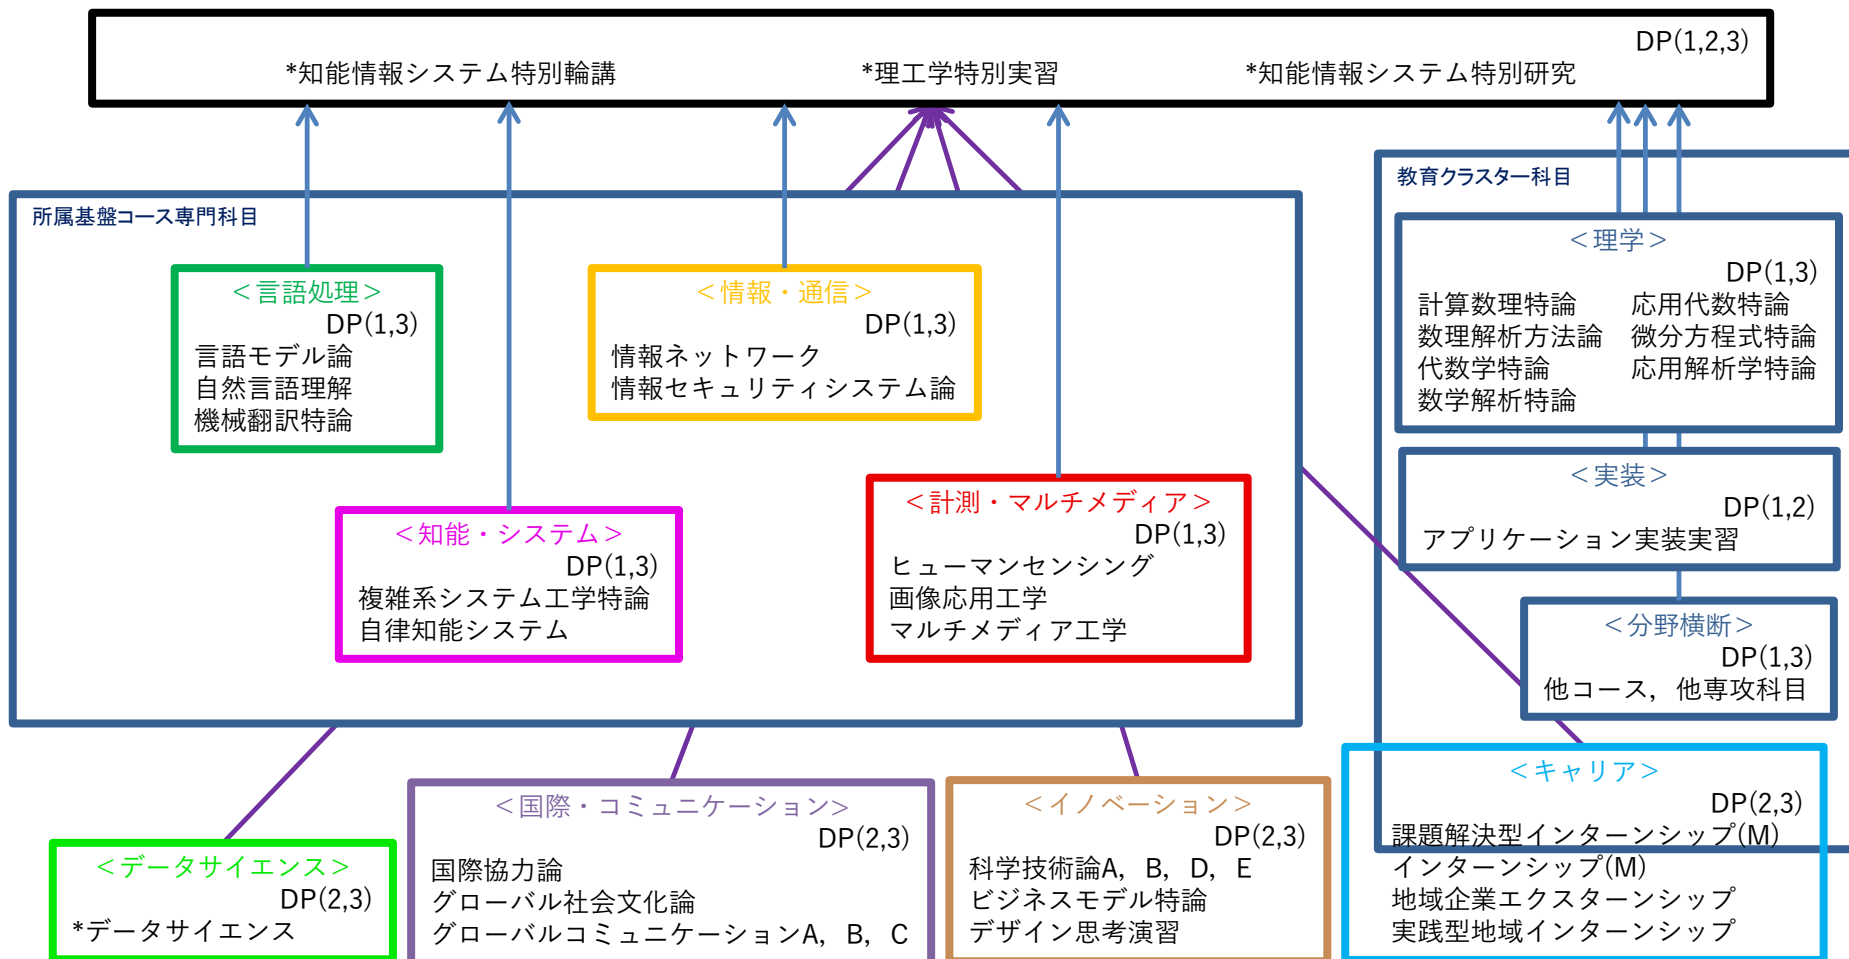 DP(1,2,3)
*知能情報システム特別輪講 *理工学特別実習 *知能情報システム特別研究
所属基盤コース専門科目
<言語処理>
DP(1,3)
言語モデル論
自然言語理解
機械翻訳特論
<情報・通信>
DP(1,3)
情報ネットワーク
情報セキュリティシステム論
<知能・システム>
DP(1,3)
複雑系システム工学特論
自律知能システム
<計測・マルチメディア>
DP(1,3)
ヒューマンセンシング
画像応用工学
マルチメディア工学
教育クラスター科目
<理学>
DP(1,3)
計算数理特論 応用代数特論
数理解析方法論 微分方程式特論
代数学特論 応用解析学特論
数学解析特論
<実装>
DP(1,2)
アプリケーション実装実習
<分野横断>
DP(1,3)
他コース，他専攻科目
<データサイエンス>
DP(2,3)
*データサイエンス
<国際・コミュニケーション>
DP(2,3)
国際協力論
グローバル社会文化論
グローバルコミュニケーションA，B，C
<イノベーション>
DP(2,3)
科学技術論A，B，D，E
ビジネスモデル特論
デザイン思考演習
<キャリア>
DP(2,3)
課題解決型インターンシップ(M)
インターンシップ(M)
地域企業エクスターンシップ
実践型地域インターンシップ